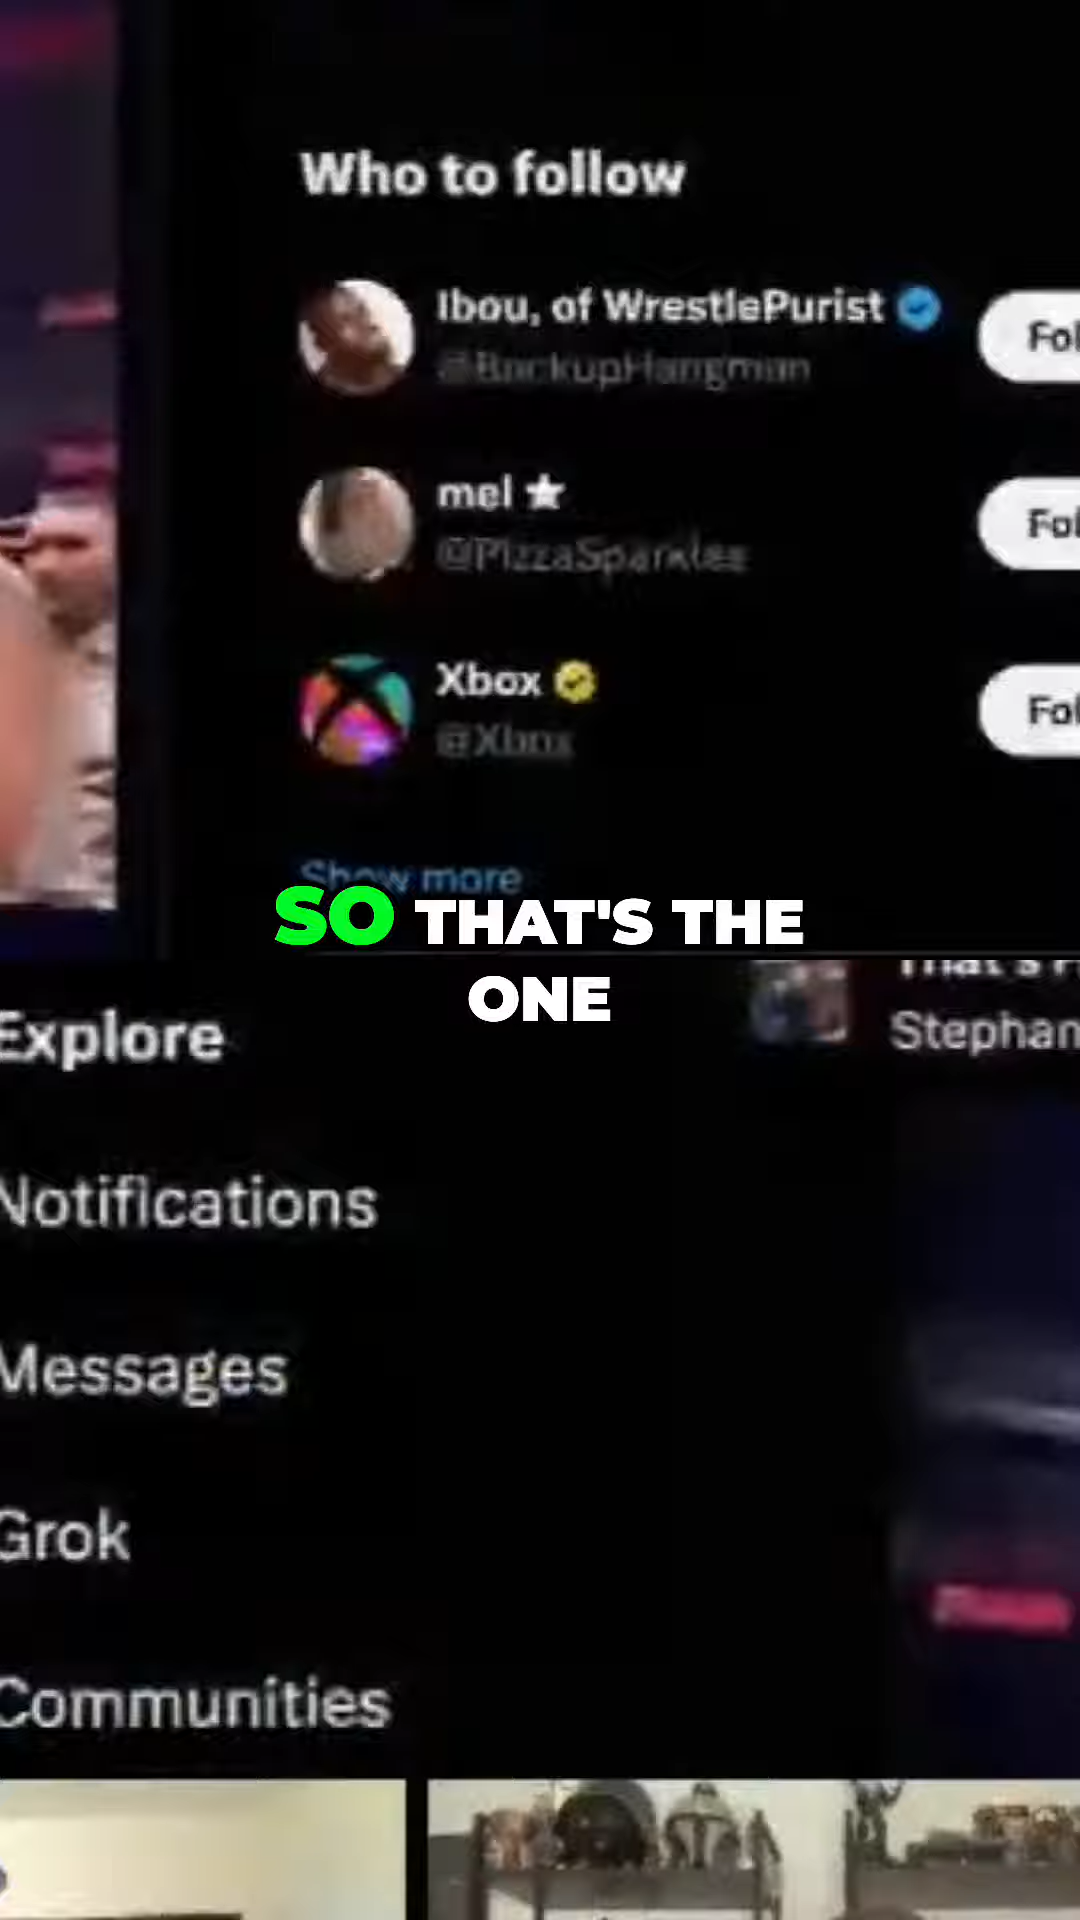 Who to follow
Ibou, of WrestlePurist
@BackupHangman
Fol
mel ★
@PizzaSparkles
Fol
Xbox
@Xbox
Fol
Show more
SO THAT'S THE
ONE
Explore
Stephan
Notifications
Messages
Grok
Communities